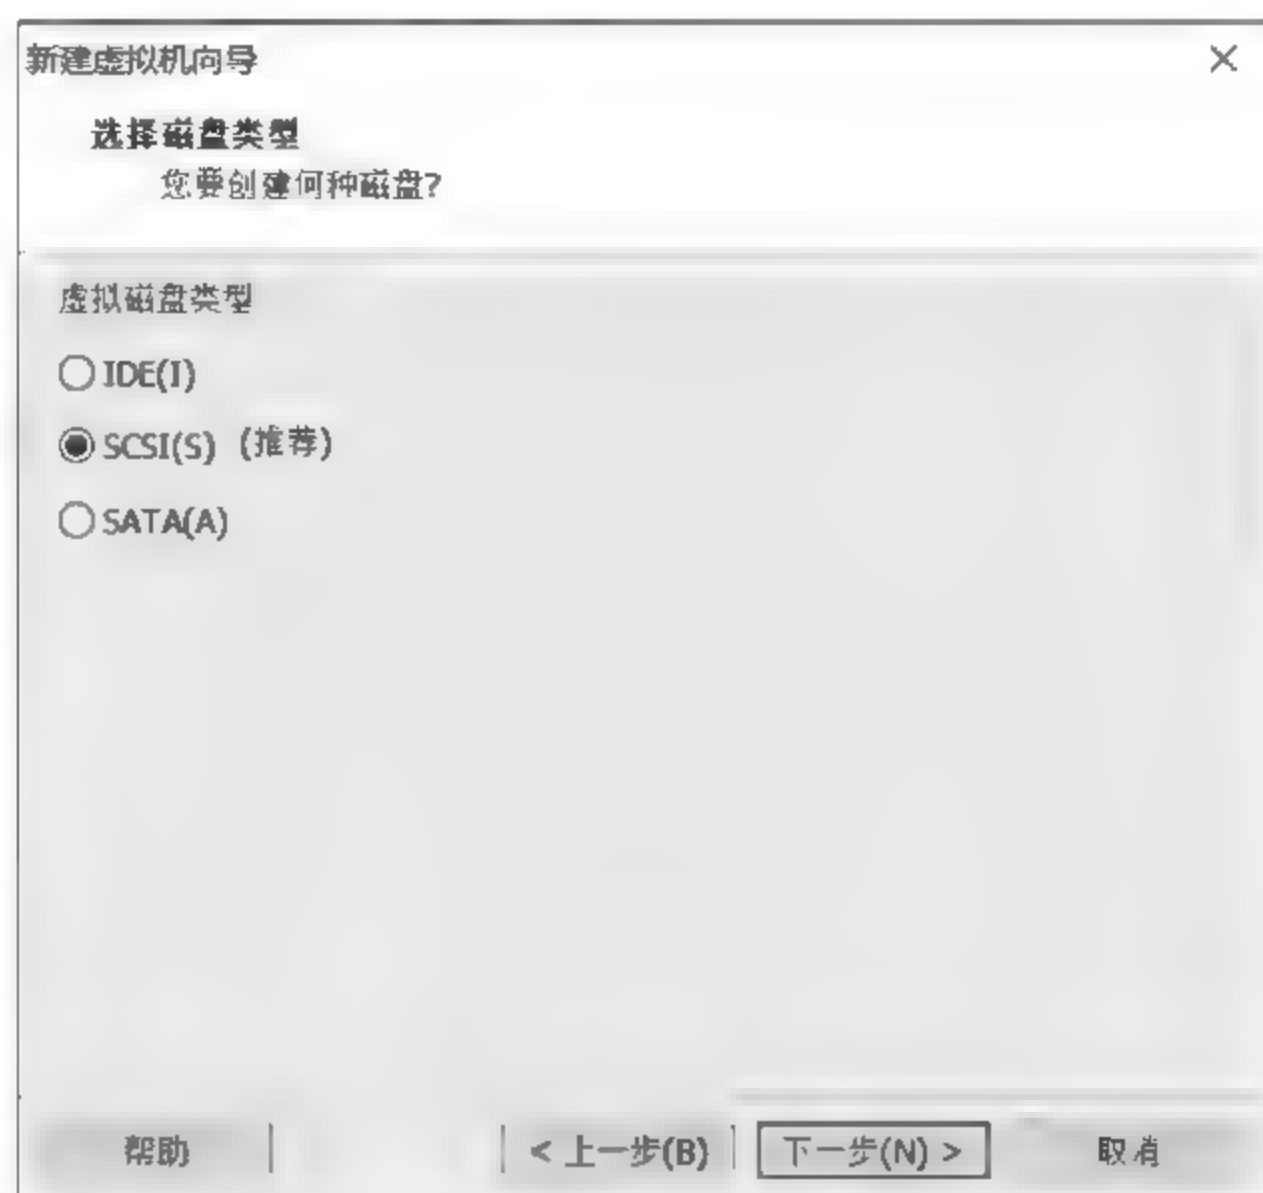 新建虚拟机向导
选择磁盘类型
您要创建何种磁盘?
虚拟磁盘类型
IDE(I)
SCSI(S) (推荐)
SATA(A)
帮助 < 上一步(B) 下一步(N) > 取消